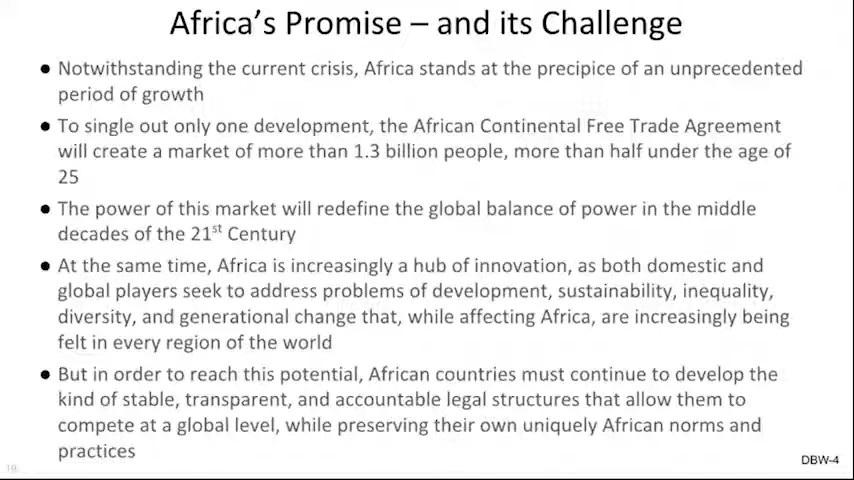 Africa's Promise – and its Challenge
● Notwithstanding the current crisis, Africa stands at the precipice of an unprecedented
period of growth
● To single out only one development, the African Continental Free Trade Agreement
will create a market of more than 1.3 billion people, more than half under the age of
25
● The power of this market will redefine the global balance of power in the middle
decades of the 21st Century
● At the same time, Africa is increasingly a hub of innovation, as both domestic and
global players seek to address problems of development, sustainability, inequality,
diversity, and generational change that, while affecting Africa, are increasingly being
felt in every region of the world
● But in order to reach this potential, African countries must continue to develop the
kind of stable, transparent, and accountable legal structures that allow them to
compete at a global level, while preserving their own uniquely African norms and
practices
DBW-4